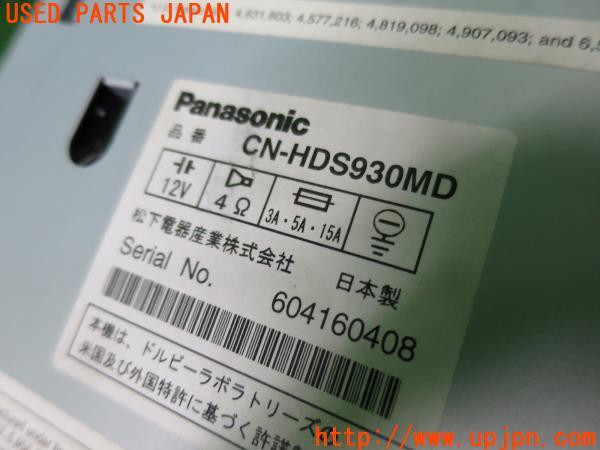 USED PARTS JAPAN
4,631,603; 4,577,216; 4,819,098; 4,907,093; and 6,5
Panasonic
品番 CN-HDS930MD
12V 4Ω 3A・5A・15A
松下電器産業株式会社 日本製
Serial No. 604160408
本機は、ドルビーラボラトリーズ
米国及び外国特許に基づく許諾
http://www.upjpn.com